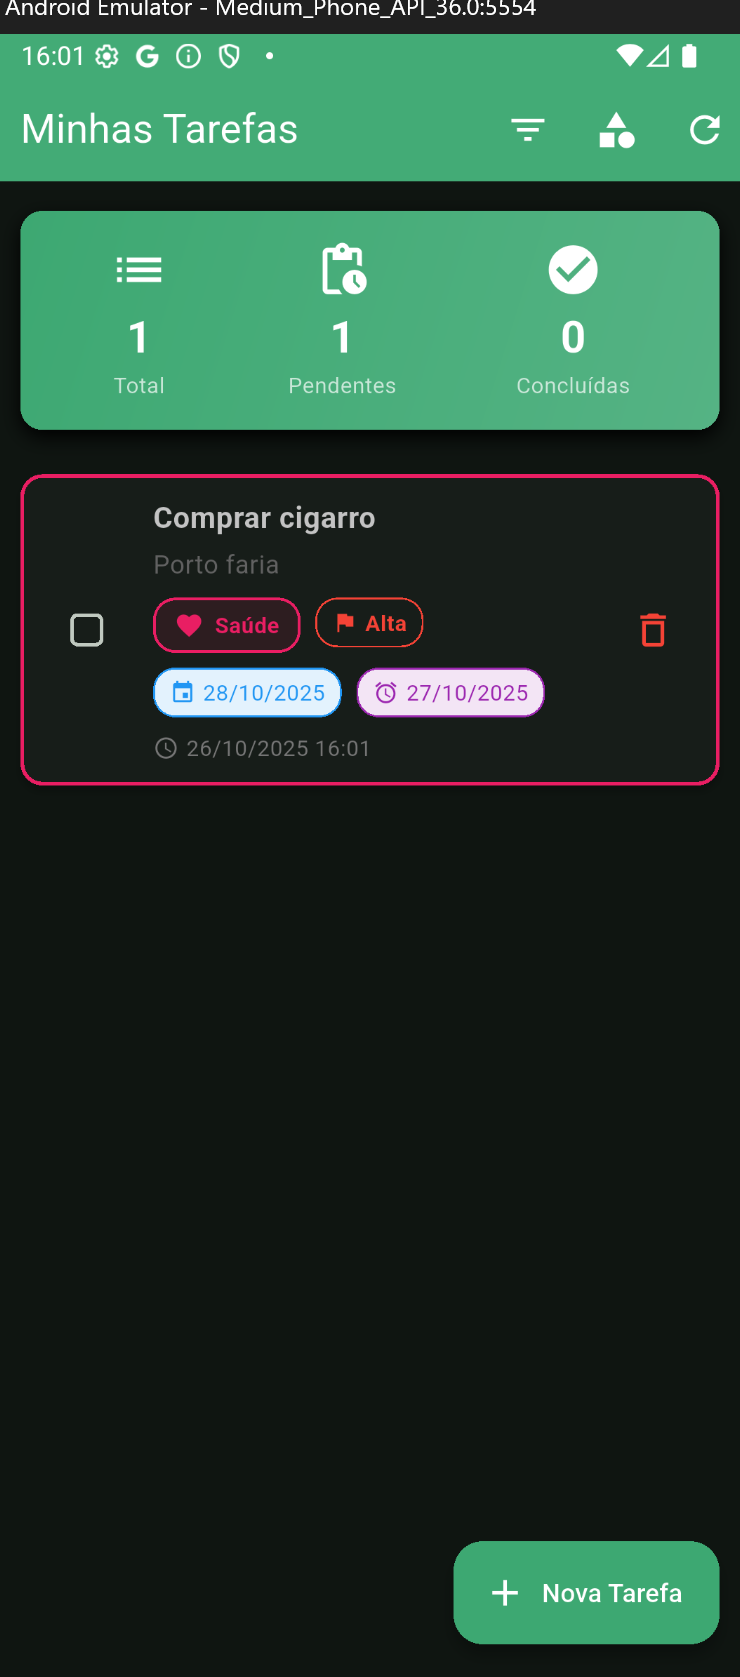 Android Emulator - Medium_Phone_API_36.0:5554
16:01
Minhas Tarefas
1 1 0
Total Pendentes Concluídas
Comprar cigarro
Porto faria
Saúde Alta
28/10/2025 27/10/2025
26/10/2025 16:01
Nova Tarefa